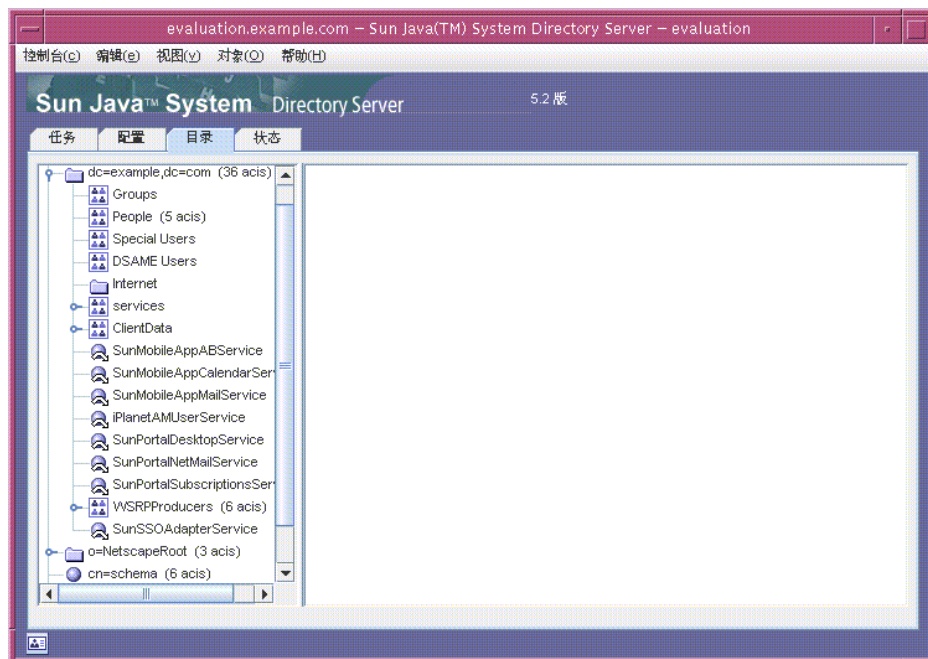 evaluation.example.com – Sun Java(TM) System Directory Server – evaluation
控制台(C) 编辑(e) 视图(V) 对象(O) 帮助(H)
Sun Java™ System Directory Server
5.2 版
任务 配置 目录 状态
dc=example,dc=com (36 acis)
Groups
People (5 acis)
Special Users
DSAME Users
Internet
services
ClientData
SunMobileAppABService
SunMobileAppCalendarSer
SunMobileAppMailService
iPlanetAMUserService
SunPortalDesktopService
SunPortalNetMailService
SunPortalSubscriptionsSer
WSRPProducers (6 acis)
SunSSOAdapterService
o=NetscapeRoot (3 acis)
cn=schema (6 acis)